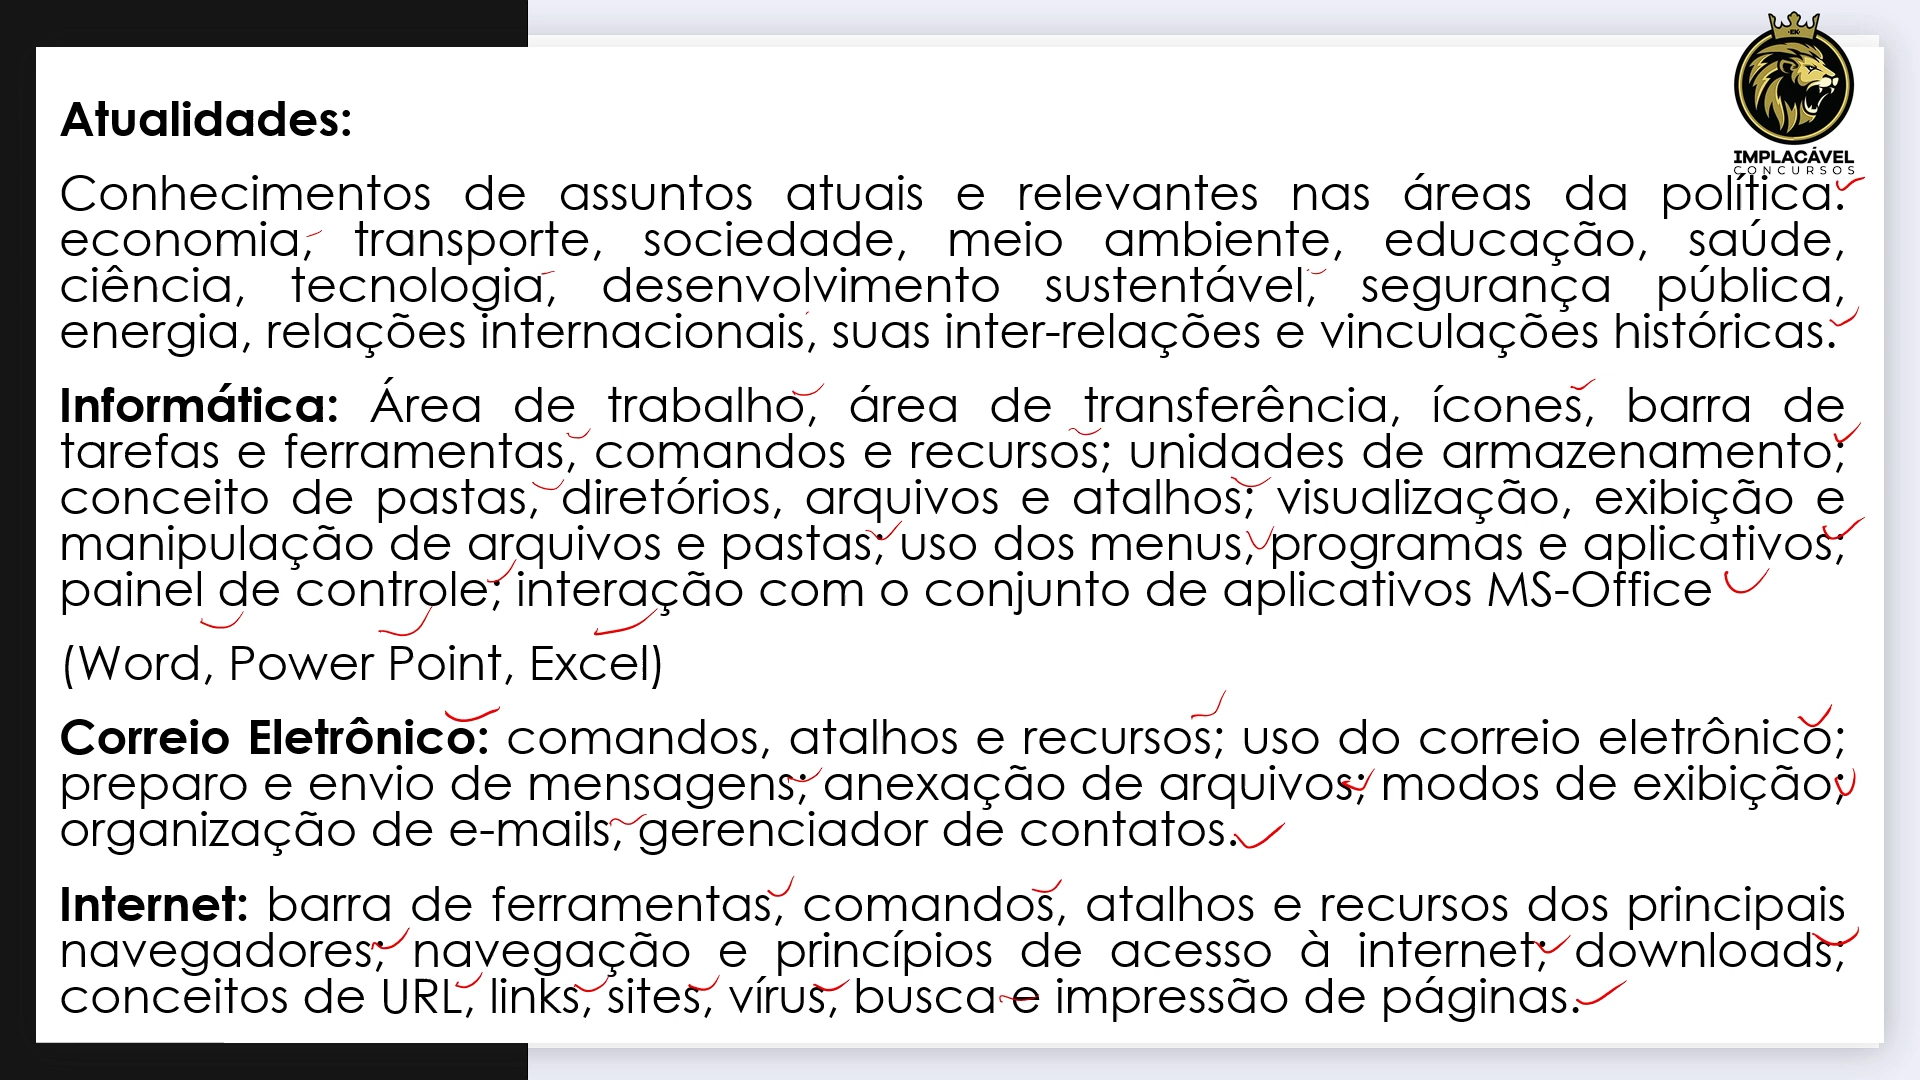 EK
IMPLACÁVEL
CONCURSOS
Atualidades:
Conhecimentos de assuntos atuais e relevantes nas áreas da política.
economia, transporte, sociedade, meio ambiente, educação, saúde,
ciência, tecnologia, desenvolvimento sustentável, segurança pública,
energia, relações internacionais, suas inter-relações e vinculações históricas.
Informática: Área de trabalho, área de transferência, ícones, barra de
tarefas e ferramentas, comandos e recursos; unidades de armazenamento;
conceito de pastas, diretórios, arquivos e atalhos; visualização, exibição e
manipulação de arquivos e pastas; uso dos menus, programas e aplicativos;
painel de controle; interação com o conjunto de aplicativos MS-Office
(Word, Power Point, Excel)
Correio Eletrônico: comandos, atalhos e recursos; uso do correio eletrônico;
preparo e envio de mensagens; anexação de arquivos; modos de exibição;
organização de e-mails, gerenciador de contatos.
Internet: barra de ferramentas, comandos, atalhos e recursos dos principais
navegadores; navegação e princípios de acesso à internet; downloads;
conceitos de URL, links, sites, vírus, busca e impressão de páginas.